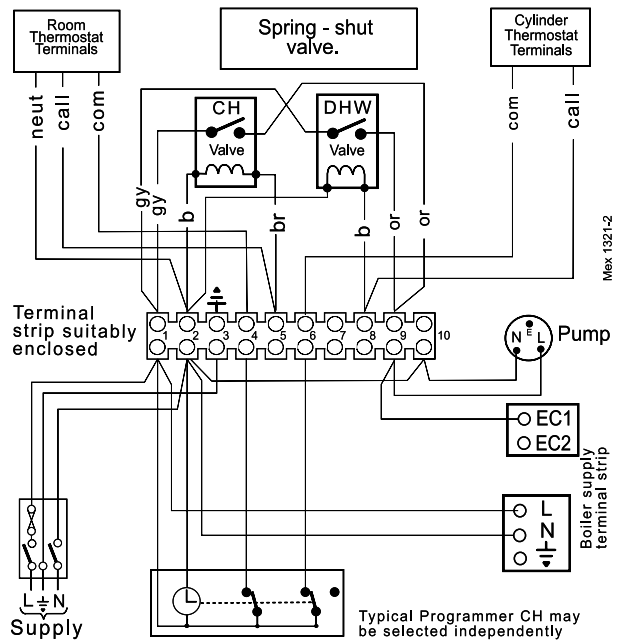 Room
Thermostat
Terminals
Spring - shut
valve.
Cylinder
Thermostat
Terminals
neut
call
com
com
call
CH
Valve
DHW
Valve
gy
gy
b
br
b
or
or
Mex 1321-2
Terminal
strip suitably
enclosed
1
2
3
4
5
6
7
8
9
10
N E L
Pump
EC1
EC2
L
N
Boiler supply
terminal strip
L N
Supply
Typical Programmer CH may
be selected independently